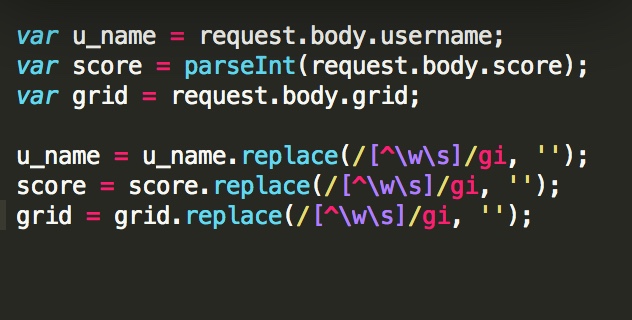 var u_name = request.body.username;
var score = parseInt(request.body.score);
var grid = request.body.grid;
u_name = u_name.replace(/[^\w\s]/gi, '');
score = score.replace(/[^\w\s]/gi, '');
grid = grid.replace(/[^\w\s]/gi, '');